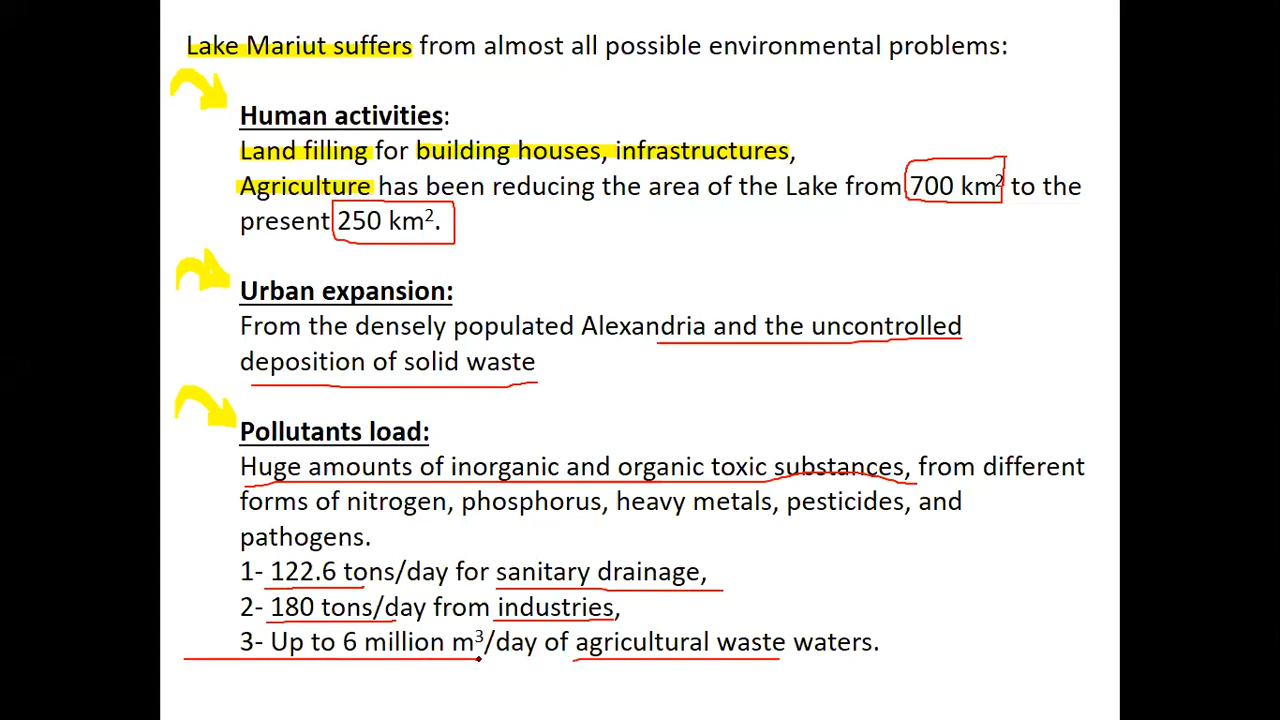 Lake Mariut suffers from almost all possible environmental problems:
Human activities:
Land filling for building houses, infrastructures,
Agriculture has been reducing the area of the Lake from 700 km² to the
present 250 km².
Urban expansion:
From the densely populated Alexandria and the uncontrolled
deposition of solid waste
Pollutants load:
Huge amounts of inorganic and organic toxic substances, from different
forms of nitrogen, phosphorus, heavy metals, pesticides, and
pathogens.
1- 122.6 tons/day for sanitary drainage,
2- 180 tons/day from industries,
3- Up to 6 million m³/day of agricultural waste waters.